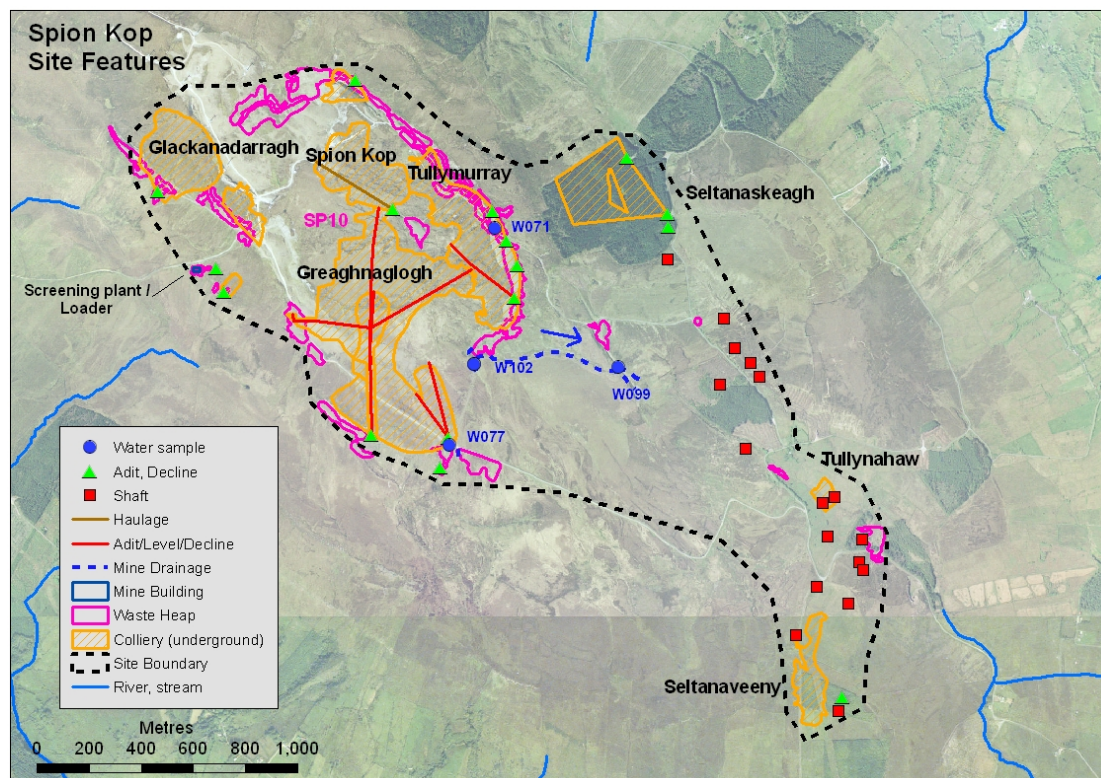 Spion Kop
Site Features
Glackanadarragh
Spion Kop
Tullymurray
Seltanaskeagh
SP10
W071
Greaghnaglogh
Screening plant /
Loader
W102
W099
W077
Tullynahaw
Seltanaveeny
Water sample
Adit, Decline
Shaft
Haulage
Adit/Level/Decline
Mine Drainage
Mine Building
Waste Heap
Colliery (underground)
Site Boundary
River, stream
Metres
0 200 400 600 800 1,000